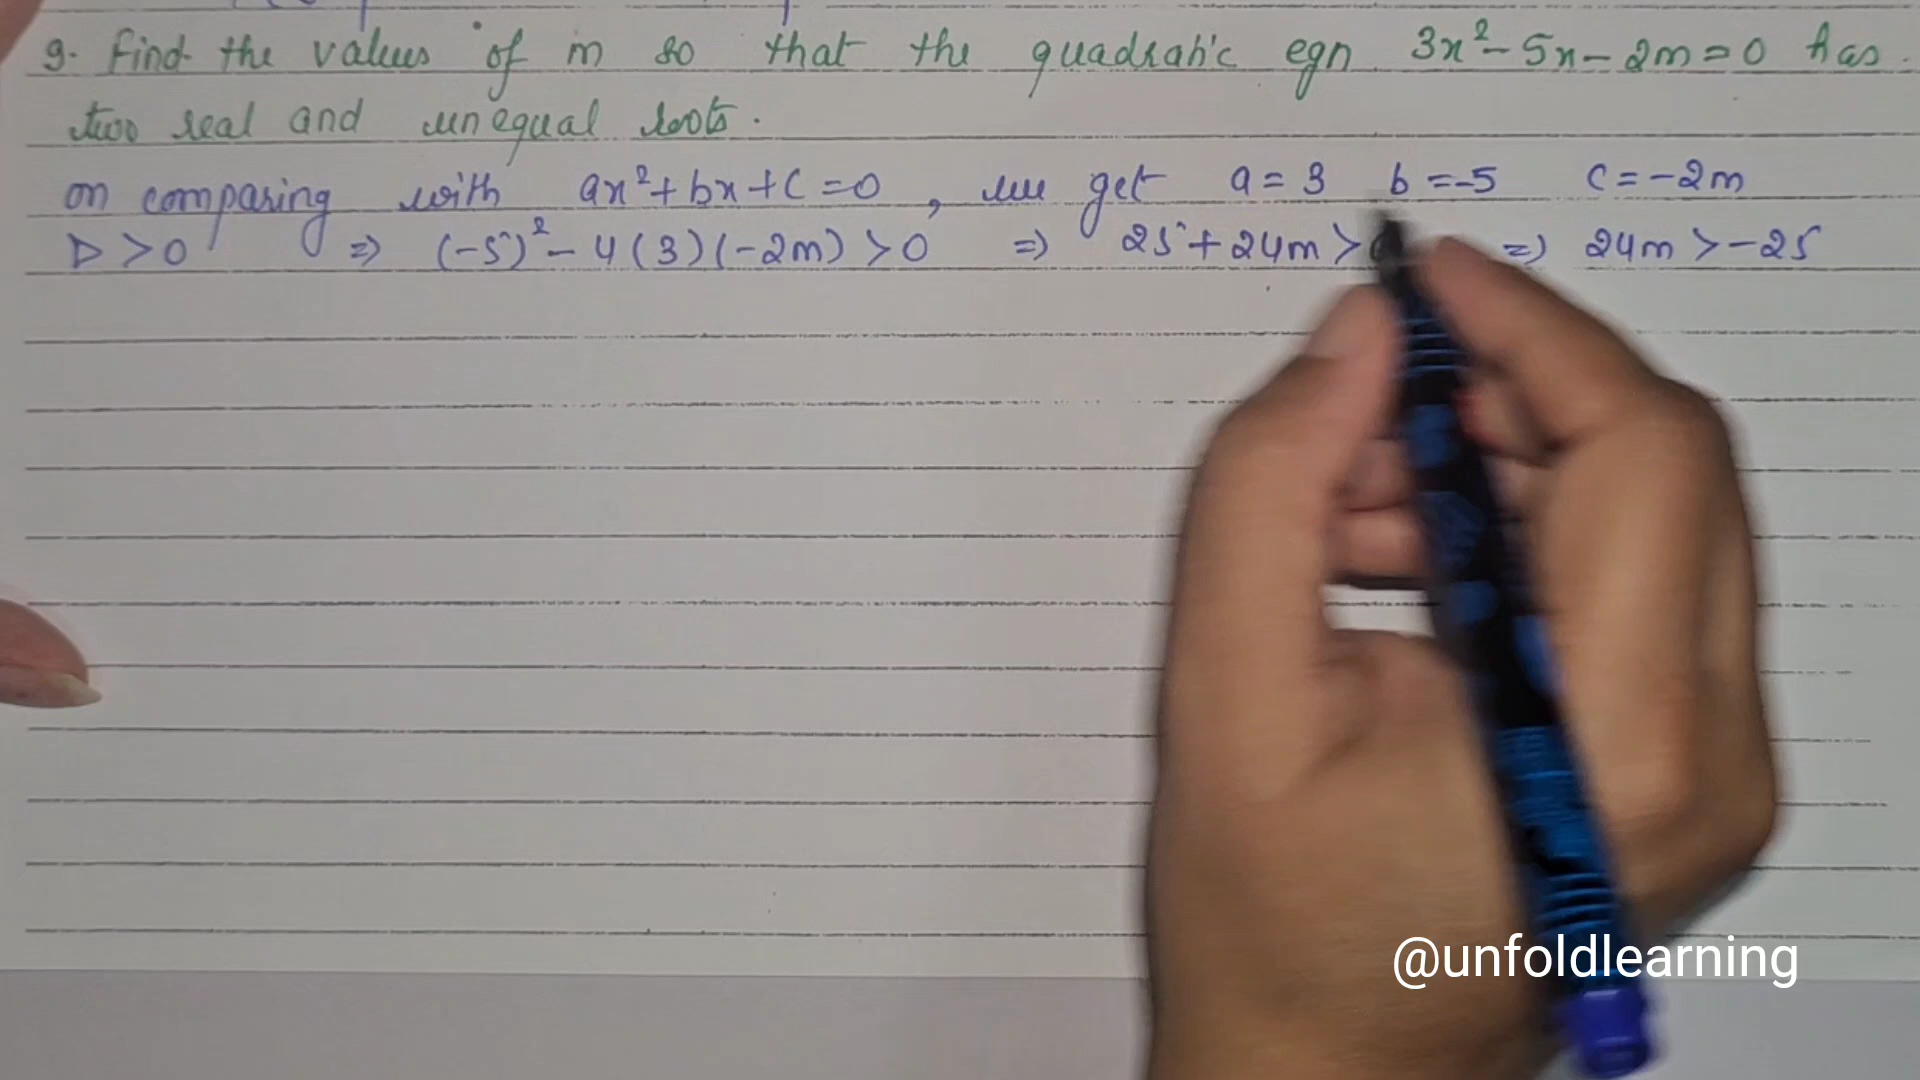 9. Find the values of m so that the quadratic eqn 3x²-5x-2m=0 has
two real and unequal roots.
on comparing with ax²+bx+c=0, we get a=3 b=-5 c=-2m
D>0 ⇒ (-5)²-4(3)(-2m)>0 ⇒ 25+24m>0 ⇒ 24m>-25
@unfoldlearning